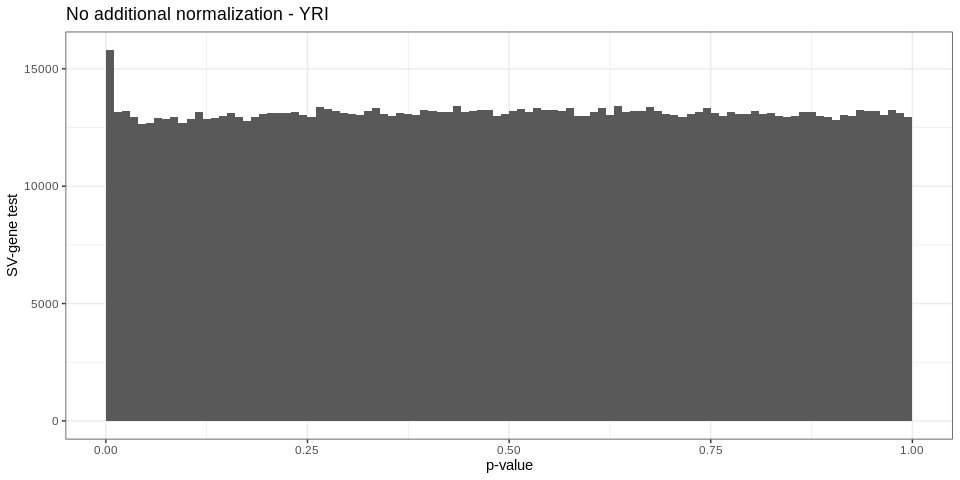 No additional normalization - YRI
SV-gene test
15000
10000
5000
0
0.00 0.25 0.50 0.75 1.00
p-value